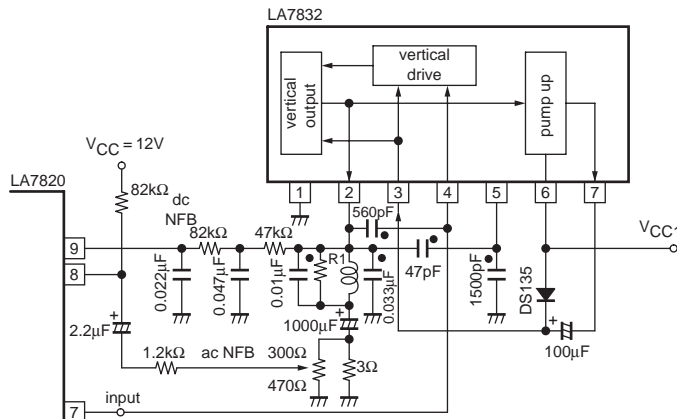 LA7832
vertical output
vertical drive
pump up
VCC = 12V
LA7820
82kΩ
dc
NFB
82kΩ
47kΩ
1
2
3
4
5
6
7
560pF
9
8
0.022μF
0.047μF
0.01μF
R1
0.033μF
47pF
1500pF
DS135
VCC1
2.2μF
1000μF
100μF
1.2kΩ
ac NFB
300Ω
470Ω
3Ω
7
input